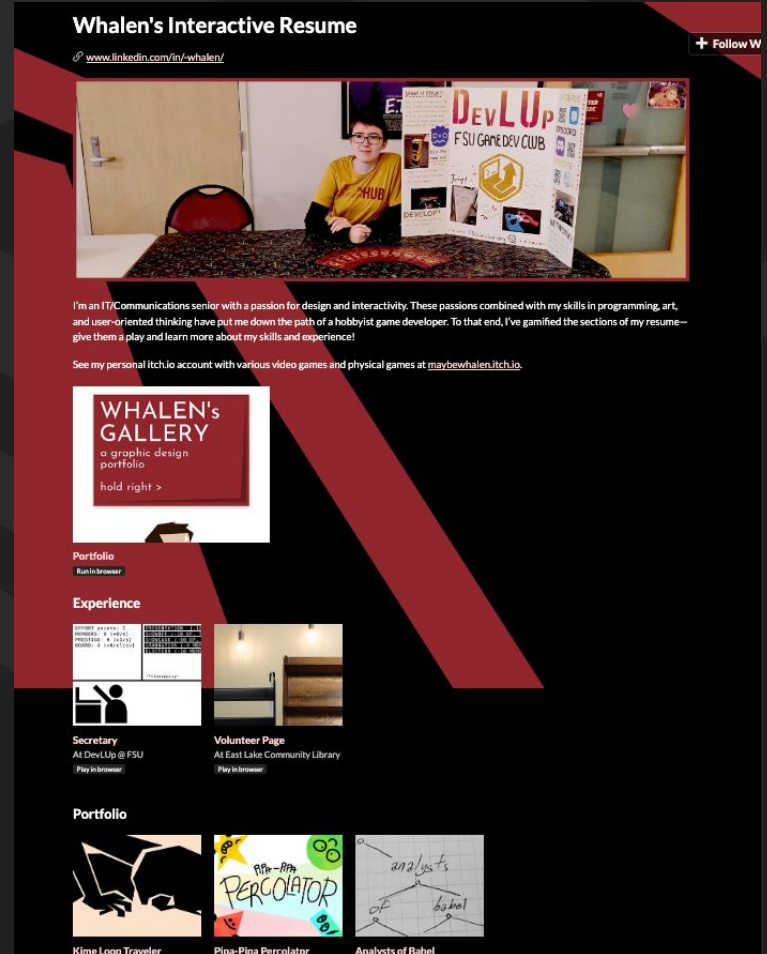 Whalen's Interactive Resume
+ Follow W
www.linkedin.com/in/-whalen/
DEVLUP
FSU GAME DEV CLUB
HUB
DEVELOP
DISCORD
I'm an IT/Communications senior with a passion for design and interactivity. These passions combined with my skills in programming, art,
and user-oriented thinking have put me down the path of a hobbyist game developer. To that end, I've gamified the sections of my resume—
give them a play and learn more about my skills and experience!
See my personal itch.io account with various video games and physical games at maybewhalen.itch.io.
WHALEN's
GALLERY
a graphic design
portfolio
hold right >
Portfolio
Run in browser
Experience
Secretary
At DevLUp @ FSU
Play in browser
Volunteer Page
At East Lake Community Library
Play in browser
Portfolio
PIPA-PIPA
PERCOLATOR
analysts
of
babel
Kime Loop Traveler
Pipa-Pipa Percolator
Analysts of Babel